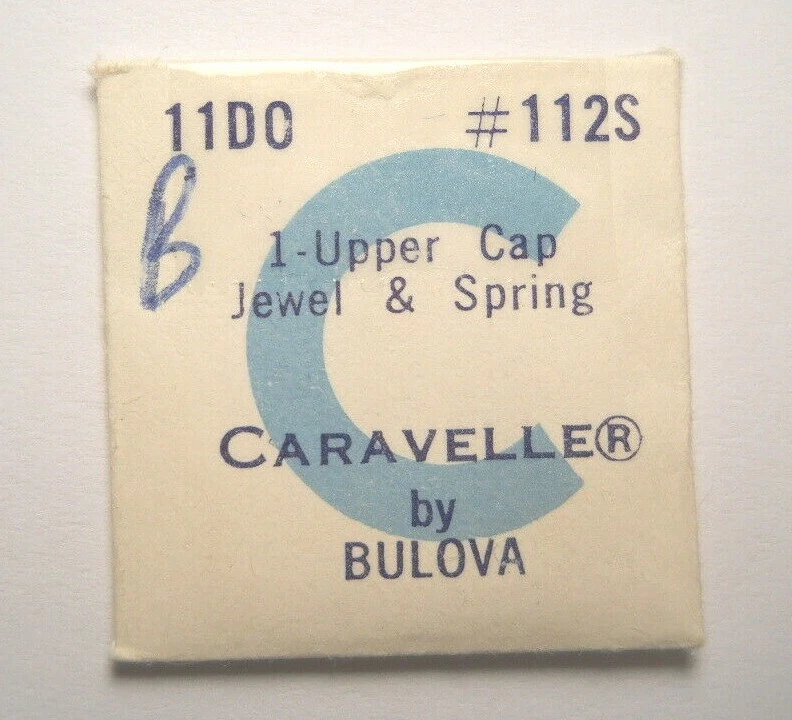 11DO #112S
B
1-Upper Cap
Jewel & Spring
CARAVELLE®
by
BULOVA